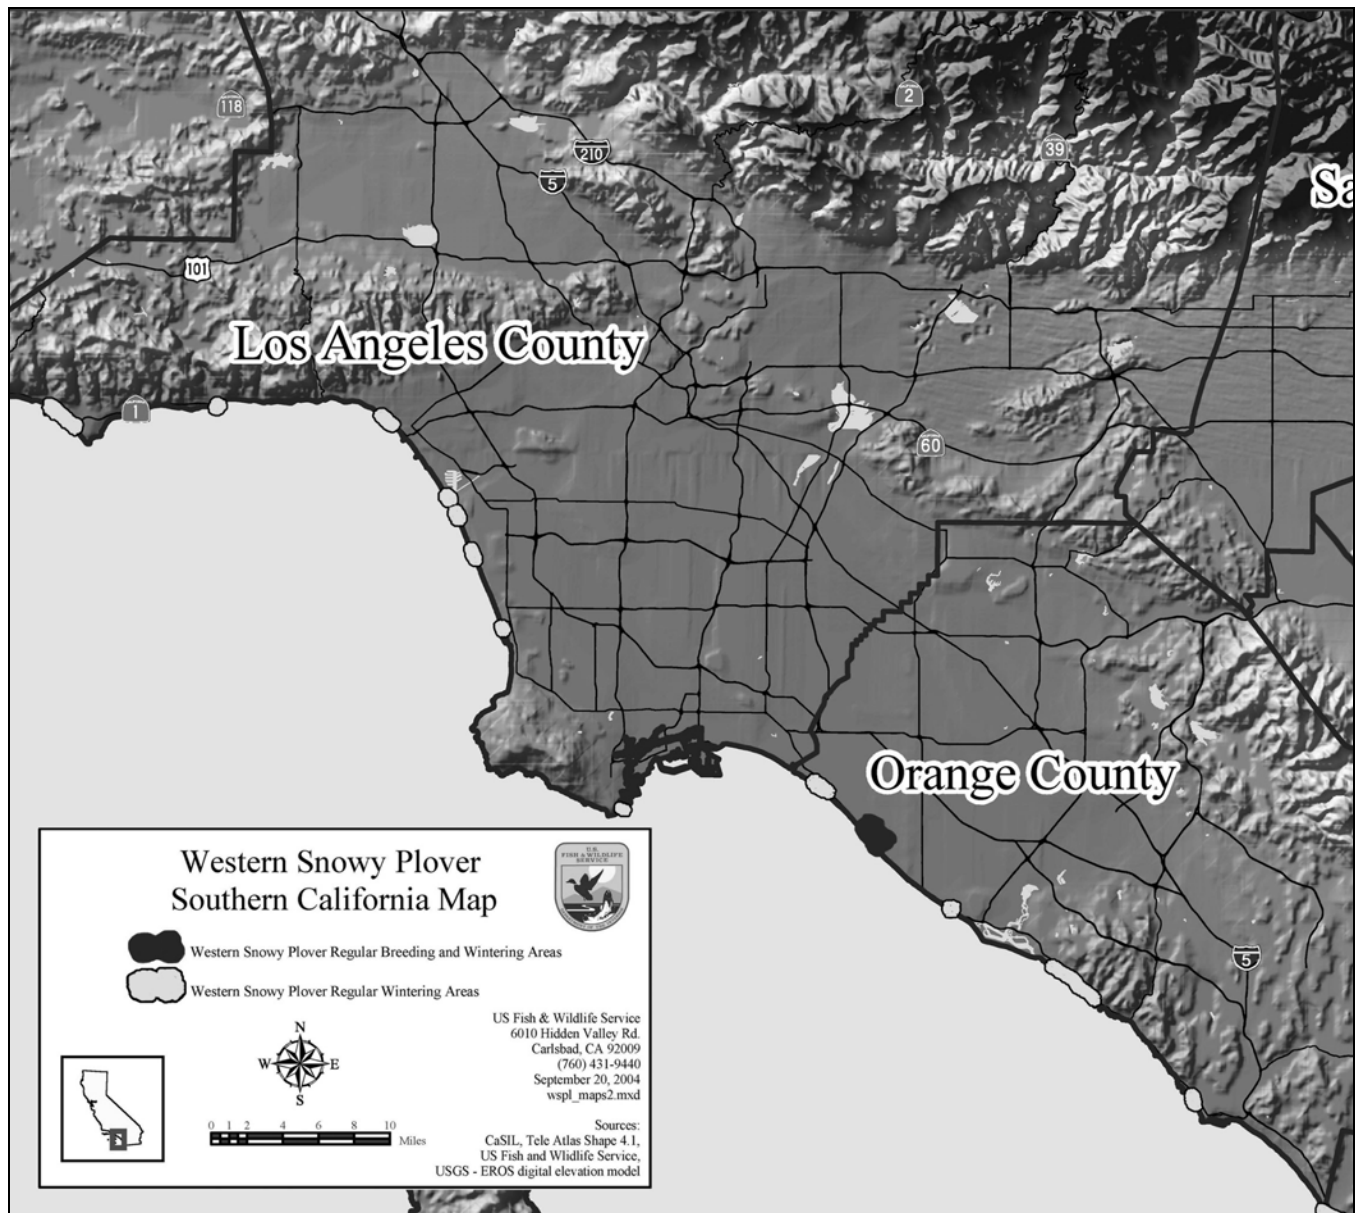 118
2
210
39
5
Sa
101
Los Angeles County
1
60
Orange County
5
Western Snowy Plover
Southern California Map
U.S.
FISH & WILDLIFE
SERVICE
Western Snowy Plover Regular Breeding and Wintering Areas
Western Snowy Plover Regular Wintering Areas
N
W E
S
US Fish & Wildlife Service
6010 Hidden Valley Rd.
Carlsbad, CA 92009
(760) 431-9440
September 20, 2004
wspl_maps2.mxd
0 1 2 4 6 8 10
Miles
Sources:
CaSIL, Tele Atlas Shape 4.1,
US Fish and Wlidlife Service,
USGS - EROS digital elevation model